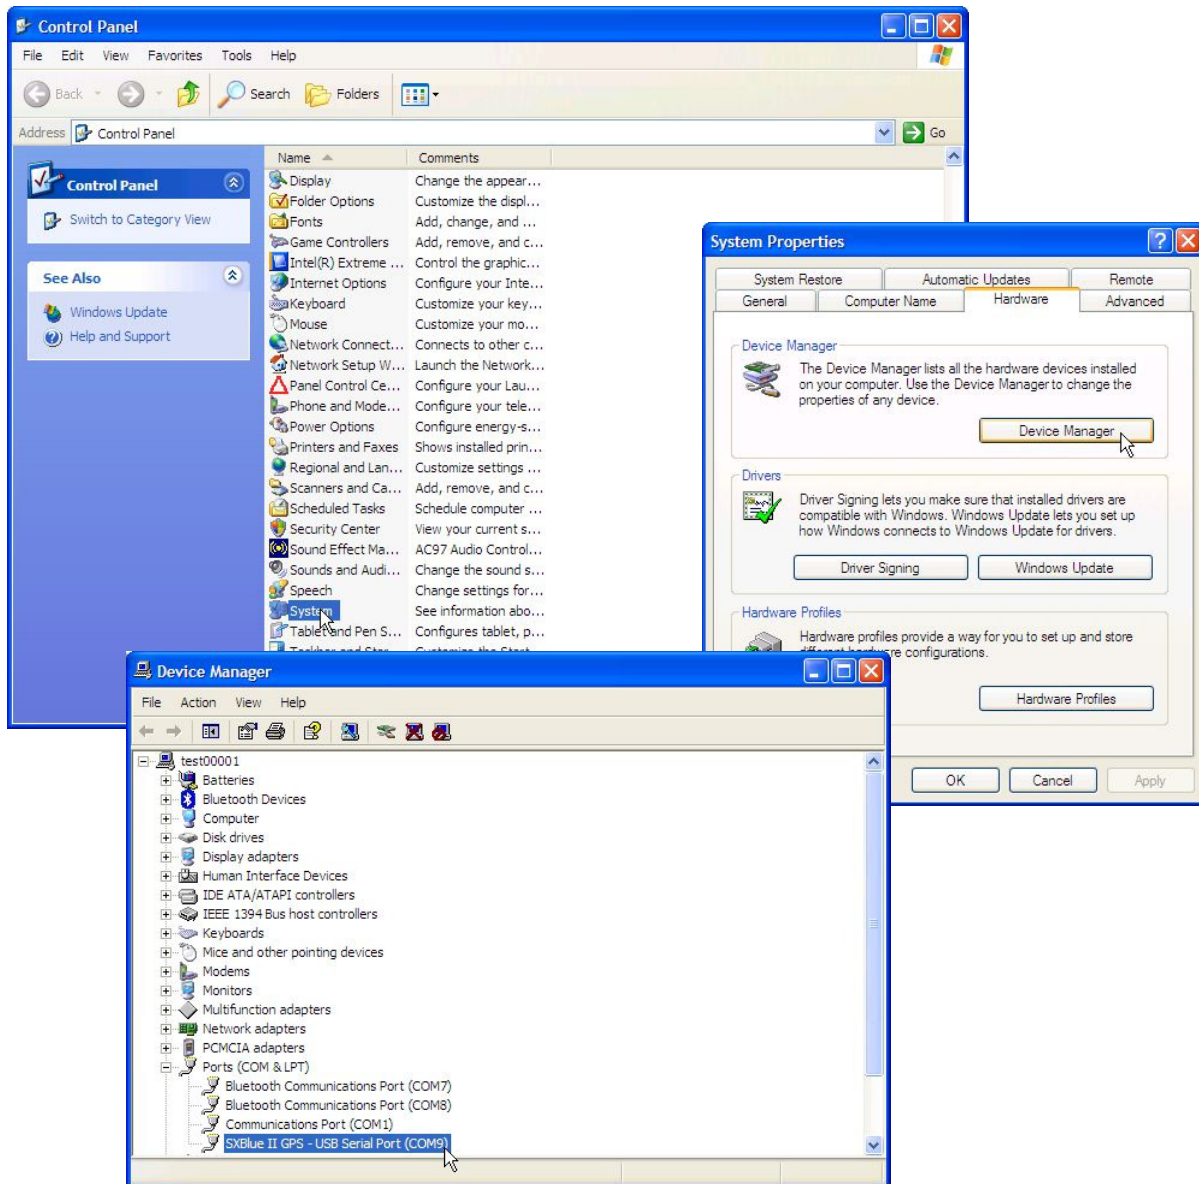 Control Panel
File Edit View Favorites Tools Help
Back Search Folders
Address Control Panel Go
Control Panel
Switch to Category View
See Also
Windows Update
Help and Support
Name Comments
Display Change the appear...
Folder Options Customize the displ...
Fonts Add, change, and ...
Game Controllers Add, remove, and c...
Intel(R) Extreme ... Control the graphic...
Internet Options Configure your Inte...
Keyboard Customize your key...
Mouse Customize your mo...
Network Connect... Connects to other c...
Network Setup W... Launch the Network...
Panel Control Ce... Configure your Lau...
Phone and Mode... Configure your tele...
Power Options Configure energy-s...
Printers and Faxes Shows installed prin...
Regional and Lan... Customize settings ...
Scanners and Ca... Add, remove, and c...
Scheduled Tasks Schedule computer ...
Security Center View your current s...
Sound Effect Ma... AC97 Audio Control...
Sounds and Audi... Change the sound s...
Speech Change settings for...
System See information abo...
Tablet and Pen S... Configures tablet, p...
System Properties
System Restore Automatic Updates Remote
General Computer Name Hardware Advanced
Device Manager
The Device Manager lists all the hardware devices installed
on your computer. Use the Device Manager to change the
properties of any device.
Device Manager
Drivers
Driver Signing lets you make sure that installed drivers are
compatible with Windows. Windows Update lets you set up
how Windows connects to Windows Update for drivers.
Driver Signing Windows Update
Hardware Profiles
Hardware profiles provide a way for you to set up and store
different hardware configurations.
Hardware Profiles
OK Cancel Apply
Device Manager
File Action View Help
test00001
Batteries
Bluetooth Devices
Computer
Disk drives
Display adapters
Human Interface Devices
IDE ATA/ATAPI controllers
IEEE 1394 Bus host controllers
Keyboards
Mice and other pointing devices
Modems
Monitors
Multifunction adapters
Network adapters
PCMCIA adapters
Ports (COM & LPT)
Bluetooth Communications Port (COM7)
Bluetooth Communications Port (COM8)
Communications Port (COM1)
SXBlue II GPS - USB Serial Port (COM9)